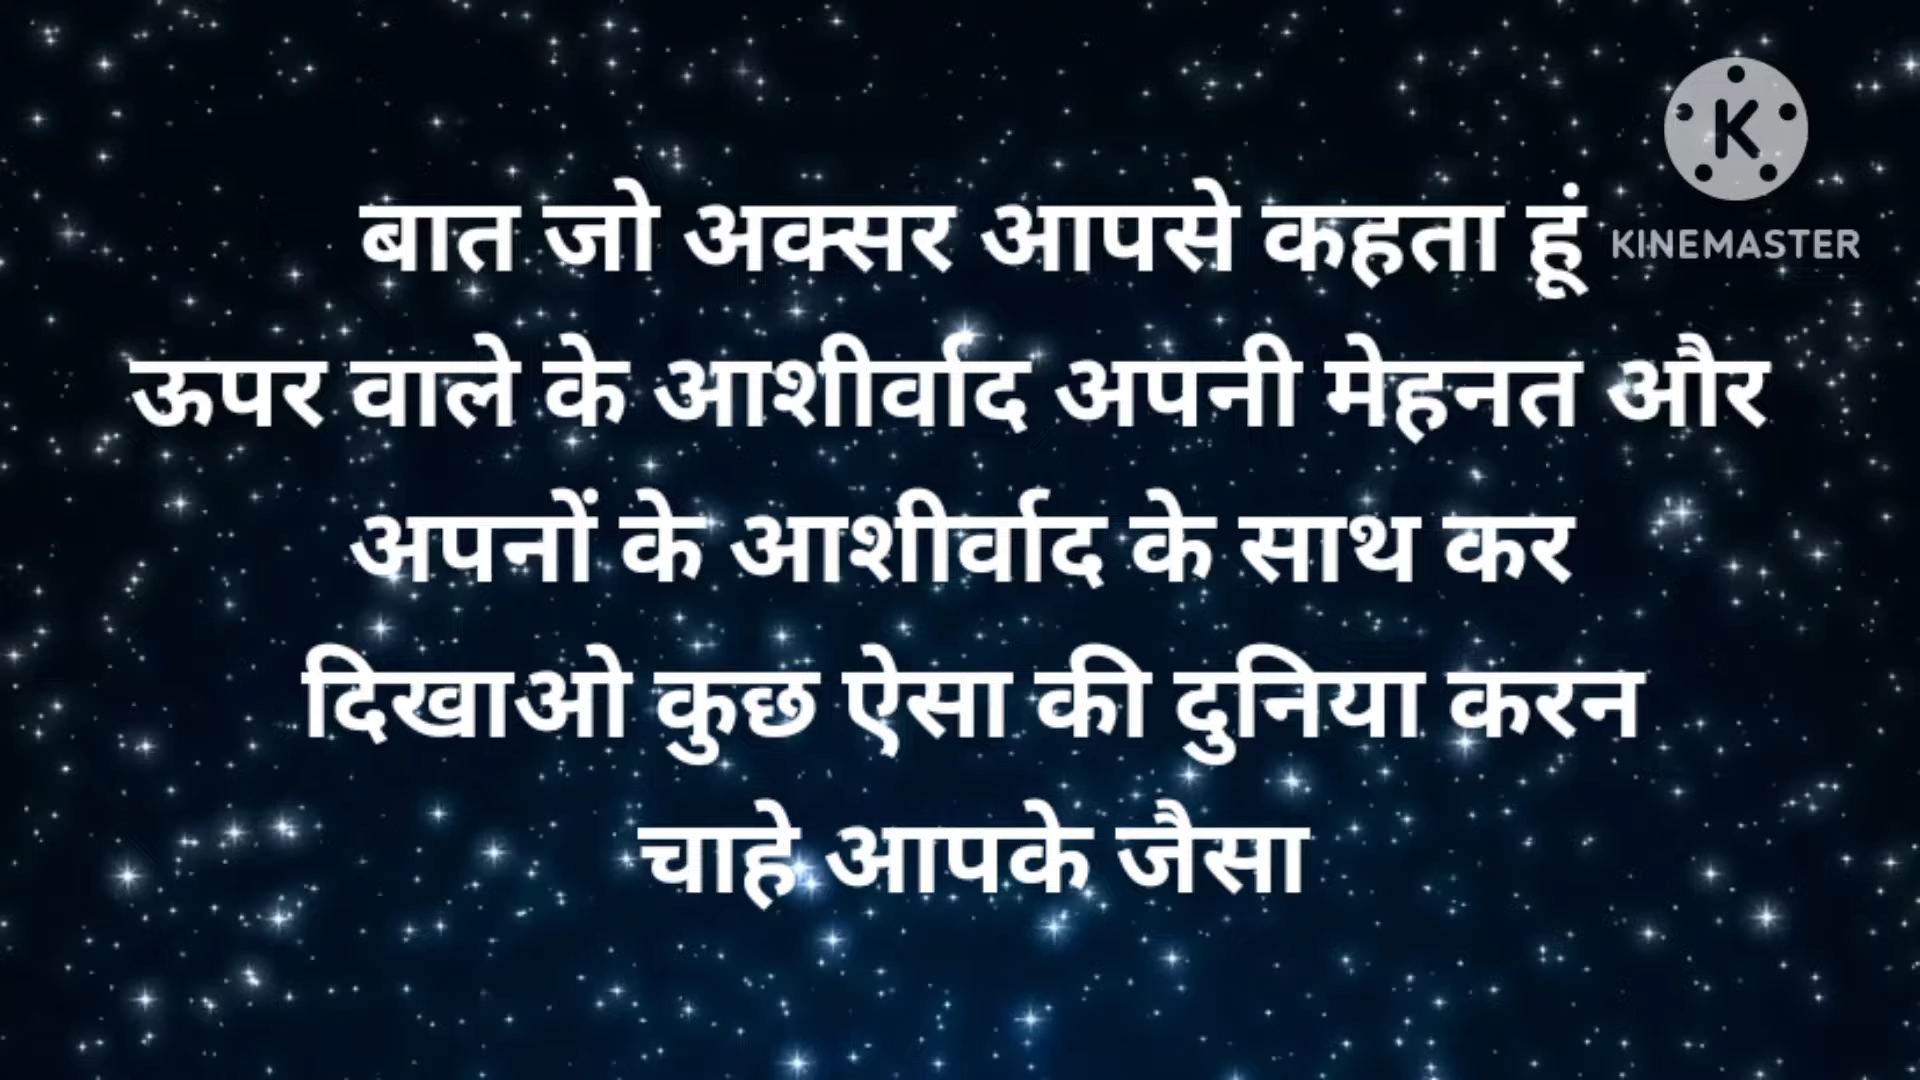 बात जो अक्सर आपसे कहता हूं
KINEMASTER
ऊपर वाले के आशीर्वाद अपनी मेहनत और
अपनों के आशीर्वाद के साथ कर
दिखाओ कुछ ऐसा की दुनिया करन
चाहे आपके जैसा